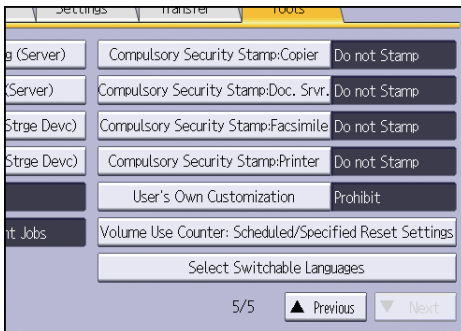 Settings Transfer Tools
g (Server) Compulsory Security Stamp:Copier Do not Stamp
(Server) Compulsory Security Stamp:Doc. Srvr. Do not Stamp
Strge Devc) Compulsory Security Stamp:Facsimile Do not Stamp
Strge Devc) Compulsory Security Stamp:Printer Do not Stamp
User's Own Customization Prohibit
nt Jobs Volume Use Counter: Scheduled/Specified Reset Settings
Select Switchable Languages
5/5 ▲ Previous ▼ Next